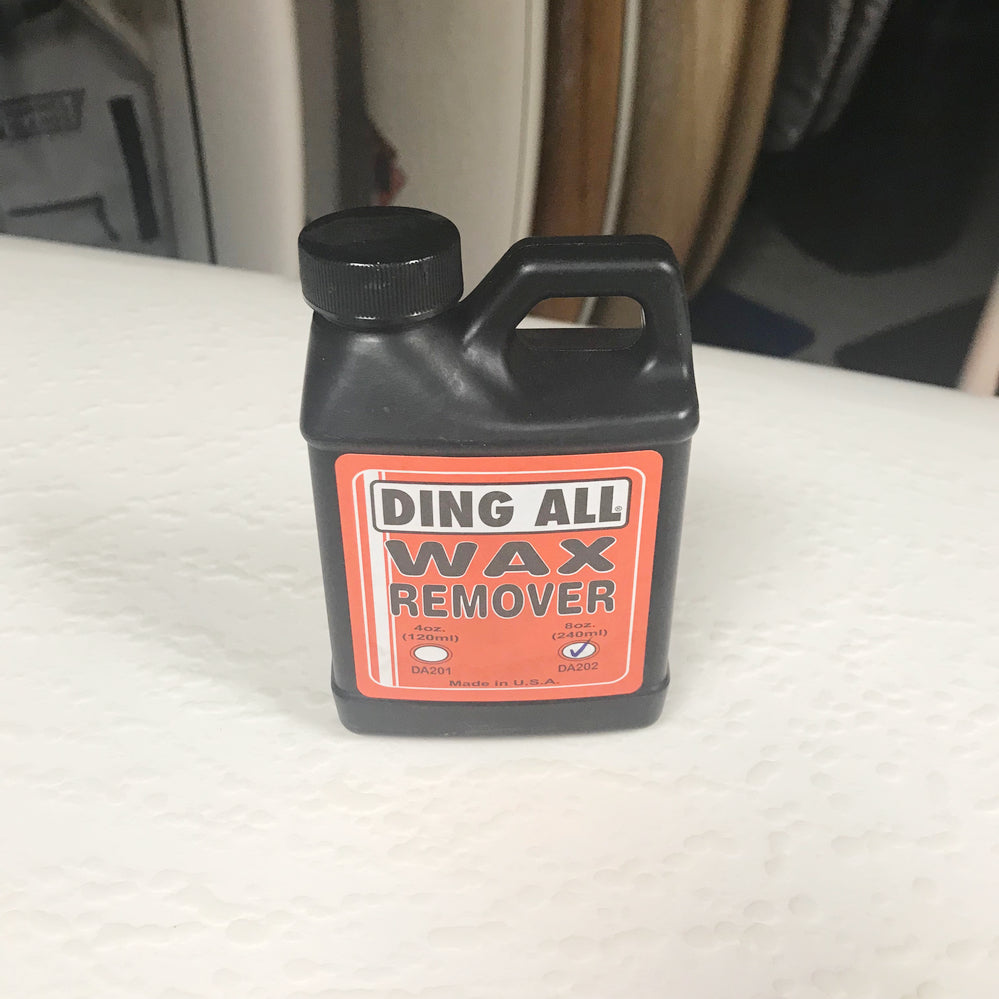 DING ALL®
WAX
REMOVER
4oz. 8oz.
(120ml) (240ml)
DA201 DA202
Made in U.S.A.